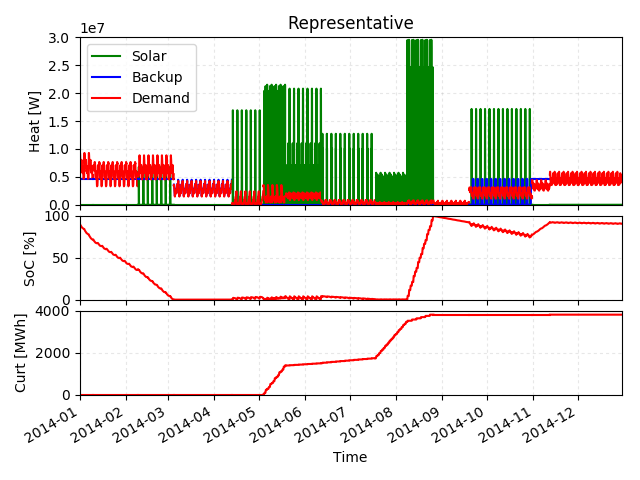 Representative
1e7
Heat [W]
3.0
2.5
2.0
1.5
1.0
0.5
0.0
Solar
Backup
Demand
SoC [%]
100
50
0
Curt [MWh]
4000
2000
0
2014-01
2014-02
2014-03
2014-04
2014-05
2014-06
2014-07
2014-08
2014-09
2014-10
2014-11
2014-12
Time